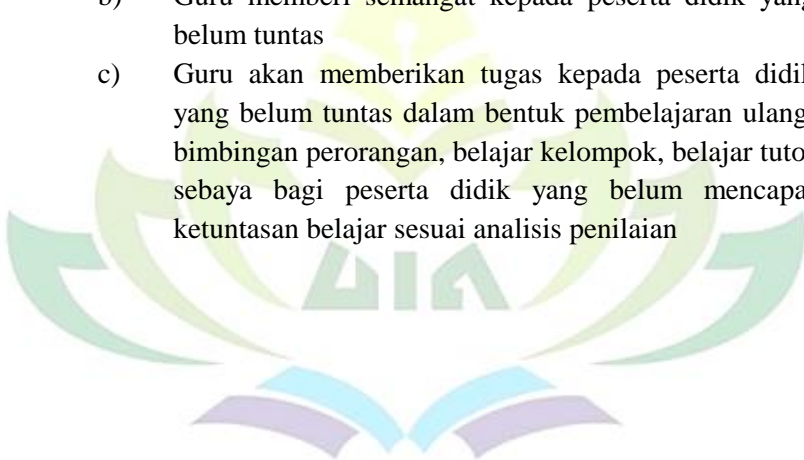 b) Guru memberi semangat kepada peserta didik yang
belum tuntas
c) Guru akan memberikan tugas kepada peserta didik
yang belum tuntas dalam bentuk pembelajaran ulang
bimbingan perorangan, belajar kelompok, belajar tuto
sebaya bagi peserta didik yang belum mencapa
ketuntasan belajar sesuai analisis penilaian
UIN